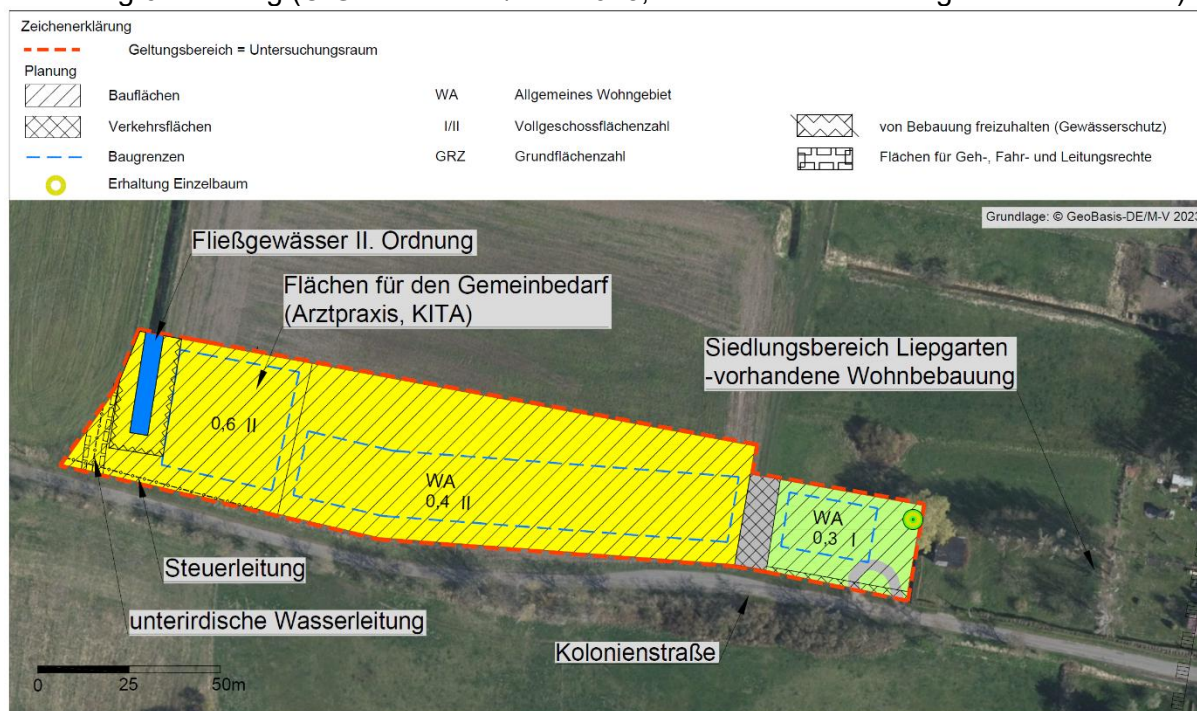 Zeichenerklärung
Geltungsbereich = Untersuchungsraum
Planung
Bauflächen
WA Allgemeines Wohngebiet
Verkehrsflächen
I/II Vollgeschossflächenzahl
von Bebauung freizuhalten (Gewässerschutz)
Baugrenzen
GRZ Grundflächenzahl
Flächen für Geh-, Fahr- und Leitungsrechte
Erhaltung Einzelbaum
Grundlage: © GeoBasis-DE/M-V 2023
Fließgewässer II. Ordnung
Flächen für den Gemeinbedarf
(Arztpraxis, KITA)
Siedlungsbereich Liepgarten
-vorhandene Wohnbebauung
0,6 II
WA
0,4 II
WA
0,3 I
Steuerleitung
unterirdische Wasserleitung
Kolonienstraße
0 25 50m